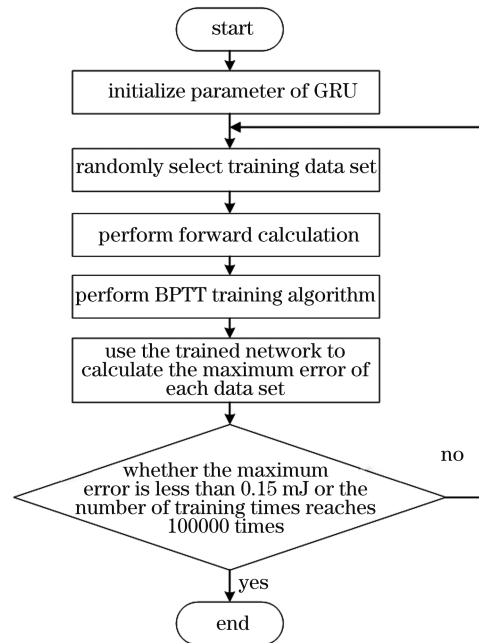 start
initialize parameter of GRU
randomly select training data set
perform forward calculation
perform BPTT training algorithm
use the trained network to
calculate the maximum error of
each data set
no
whether the maximum
error is less than 0.15 mJ or the
number of training times reaches
100000 times
yes
end